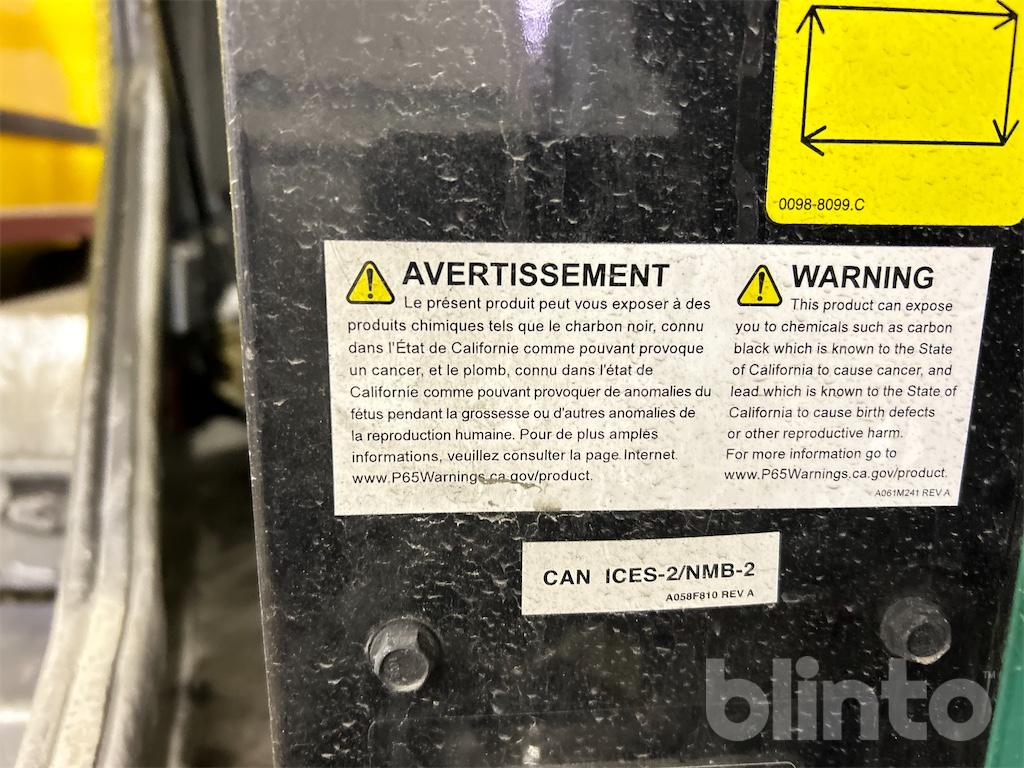 0098-8099.C
AVERTISSEMENT
Le présent produit peut vous exposer à des
produits chimiques tels que le charbon noir, connu
dans l'État de Californie comme pouvant provoque
un cancer, et le plomb, connu dans l'état de
Californie comme pouvant provoquer de anomalies du
fétus pendant la grossesse ou d'autres anomalies de
la reproduction humaine. Pour de plus amples
informations, veuillez consulter la page Internet
www.P65Warnings.ca.gov/product.
WARNING
This product can expose
you to chemicals such as carbon
black which is known to the State
of California to cause cancer, and
lead which is known to the State of
California to cause birth defects
or other reproductive harm.
For more information go to
www.P65Warnings.ca.gov/product.
A061M241 REV A
CAN ICES-2/NMB-2
A058F810 REV A
blinto™